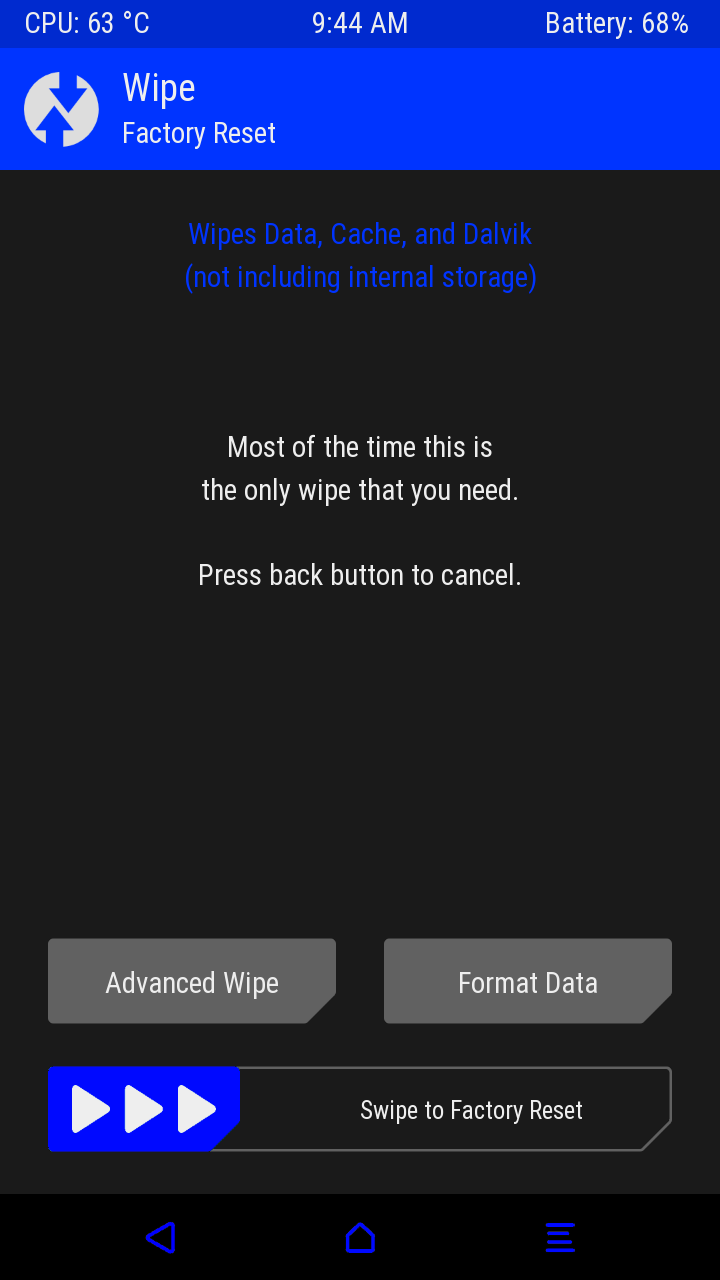 CPU: 63 °C 9:44 AM Battery: 68%
Wipe
Factory Reset
Wipes Data, Cache, and Dalvik
(not including internal storage)
Most of the time this is
the only wipe that you need.
Press back button to cancel.
Advanced Wipe Format Data
Swipe to Factory Reset